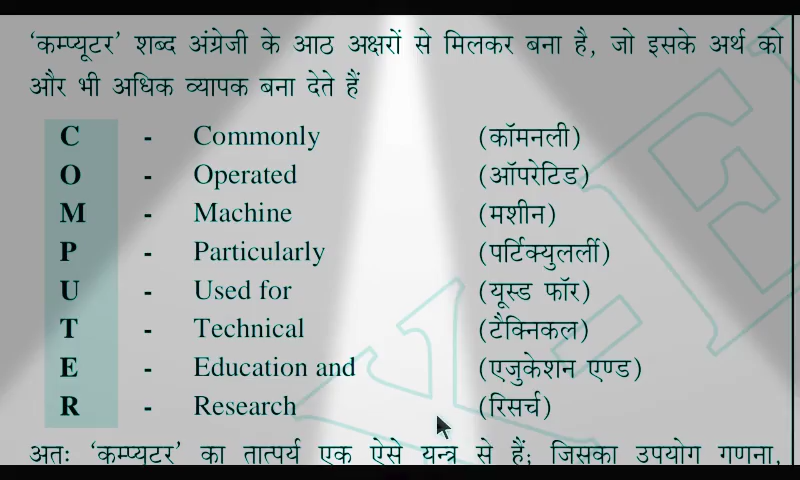 ‘कम्प्यूटर’ शब्द अंग्रेजी के आठ अक्षरों से मिलकर बना है, जो इसके अर्थ को
और भी अधिक व्यापक बना देते हैं
C - Commonly (कॉमनली)
O - Operated (ऑपरेटिड)
M - Machine (मशीन)
P - Particularly (पर्टिक्युलर्ली)
U - Used for (यूस्ड फॉर)
T - Technical (टैक्निकल)
E - Education and (एजुकेशन एण्ड)
R - Research (रिसर्च)
अतः ‘कम्प्यूटर’ का तात्पर्य एक ऐसे यन्त्र से हैं; जिसका उपयोग गणना,